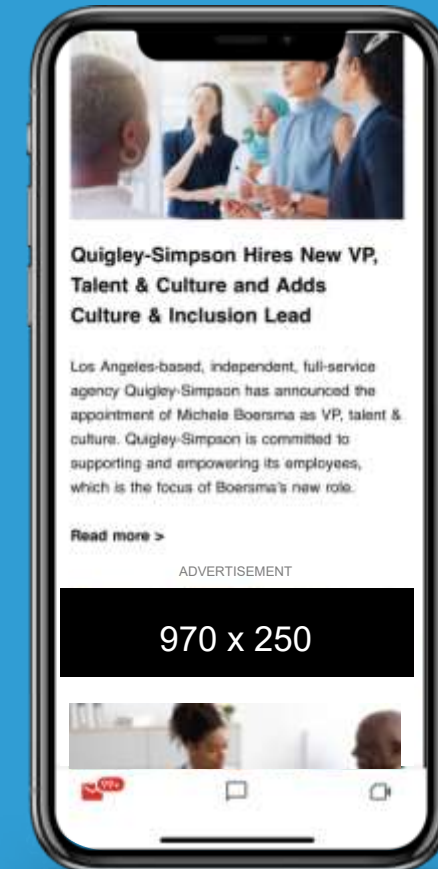 Quigley-Simpson Hires New VP,
Talent & Culture and Adds
Culture & Inclusion Lead
Los Angeles-based, independent, full-service
agency Quigley-Simpson has announced the
appointment of Michele Boersma as VP, talent &
culture. Quigley-Simpson is committed to
supporting and empowering its employees,
which is the focus of Boersma's new role.
Read more >
ADVERTISEMENT
970 x 250
99+